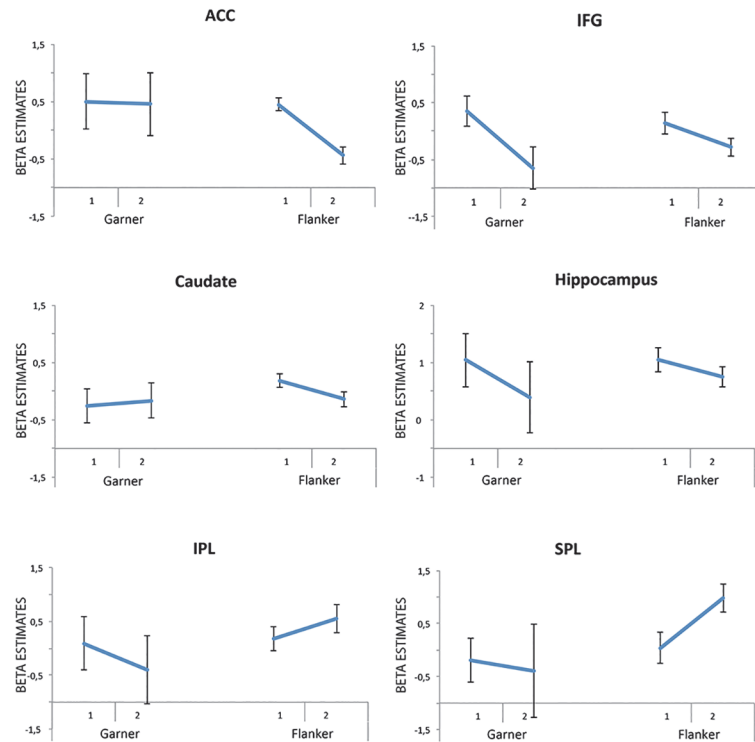 ACC
1,5
0,5
-0,5
-1,5
BETA ESTIMATES
1 2 1 2
Garner Flanker
IFG
1,5
0,5
-0,5
--1,5
BETA ESTIMATES
1 2 1 2
Garner Flanker
Caudate
1,5
0,5
-0,5
-1,5
BETA ESTIMATES
1 2 1 2
Garner Flanker
Hippocampus
2
1
0
-1
BETA ESTIMATES
1 2 1 2
Garner Flanker
IPL
1,5
0,5
-0,5
-1,5
BETA ESTIMATES
1 2 1 2
Garner Flanker
SPL
1,5
0,5
-0,5
-1,5
BETA ESTIMATES
1 2 1 2
Garner Flanker